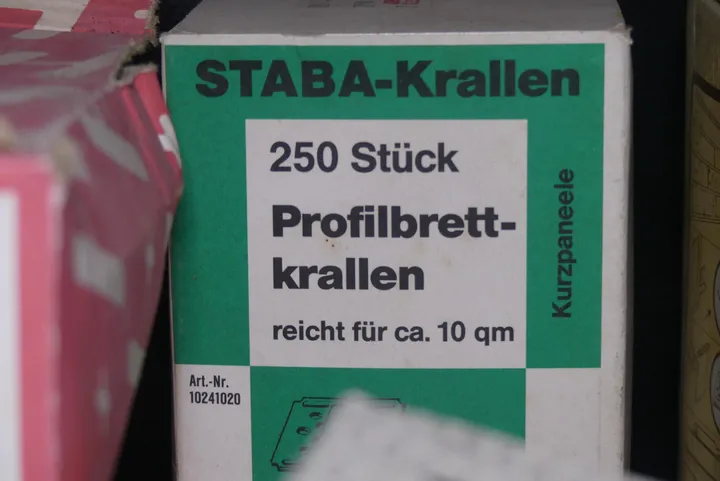 STABA-Krallen
250 Stück
Profilbrett-
krallen
reicht für ca. 10 qm
Kurzpaneele
Art.-Nr.
10241020